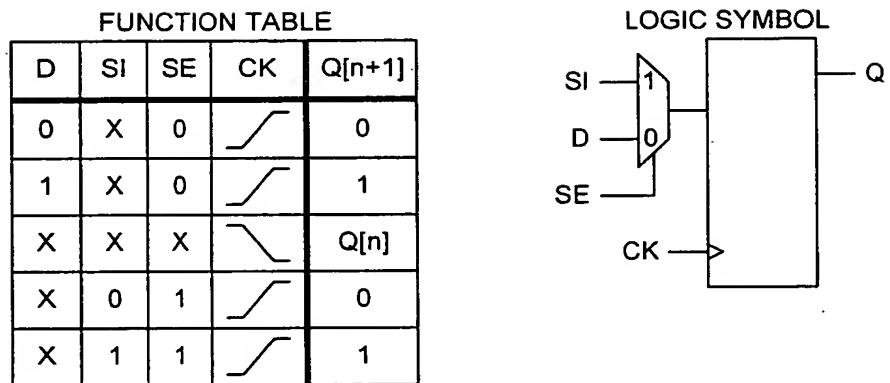 FUNCTION TABLE
D SI SE CK Q[n+1]
0 X 0 0
1 X 0 1
X X X Q[n]
X 0 1 0
X 1 1 1
LOGIC SYMBOL
SI 1 Q
D 0
SE
CK